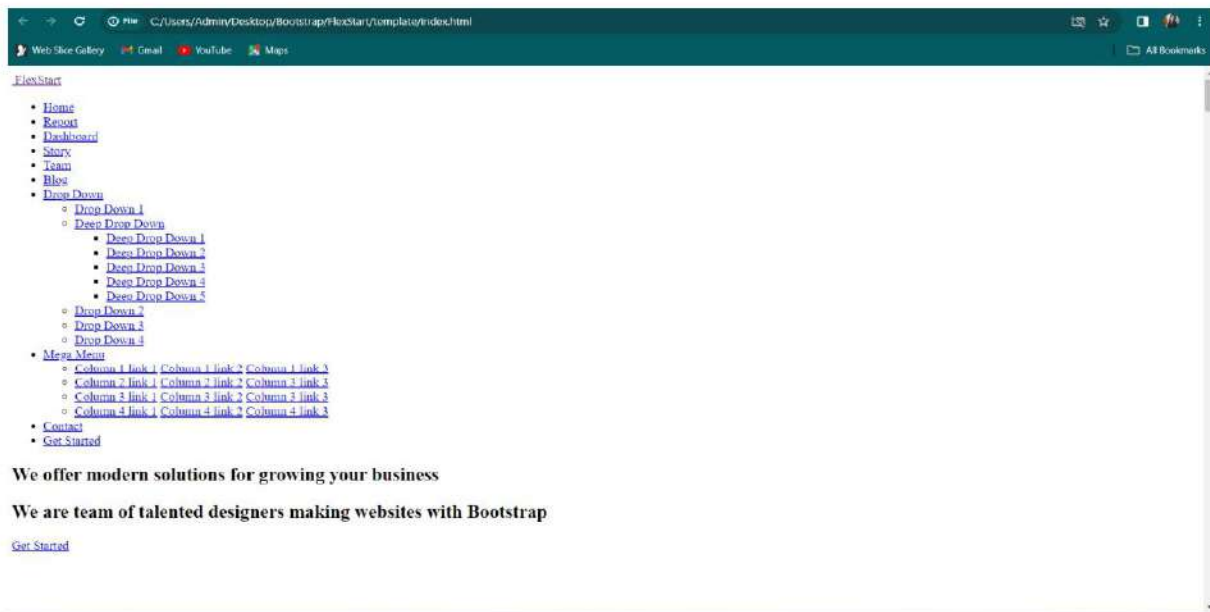 File C:/Users/Admin/Desktop/Bootstrap/FlexStart/template/index.html
Web Slice Gallery Gmail YouTube Maps All Bookmarks
FlexStart
Home
Report
Dashboard
Story
Team
Blog
Drop Down
Drop Down 1
Deep Drop Down
Deep Drop Down 1
Deep Drop Down 2
Deep Drop Down 3
Deep Drop Down 4
Deep Drop Down 5
Drop Down 2
Drop Down 3
Drop Down 4
Mega Menu
Column 1 link 1 Column 1 link 2 Column 1 link 3
Column 2 link 1 Column 2 link 2 Column 3 link 3
Column 3 link 1 Column 3 link 2 Column 3 link 3
Column 4 link 1 Column 4 link 2 Column 4 link 3
Contact
Get Started
We offer modern solutions for growing your business
We are team of talented designers making websites with Bootstrap
Get Started